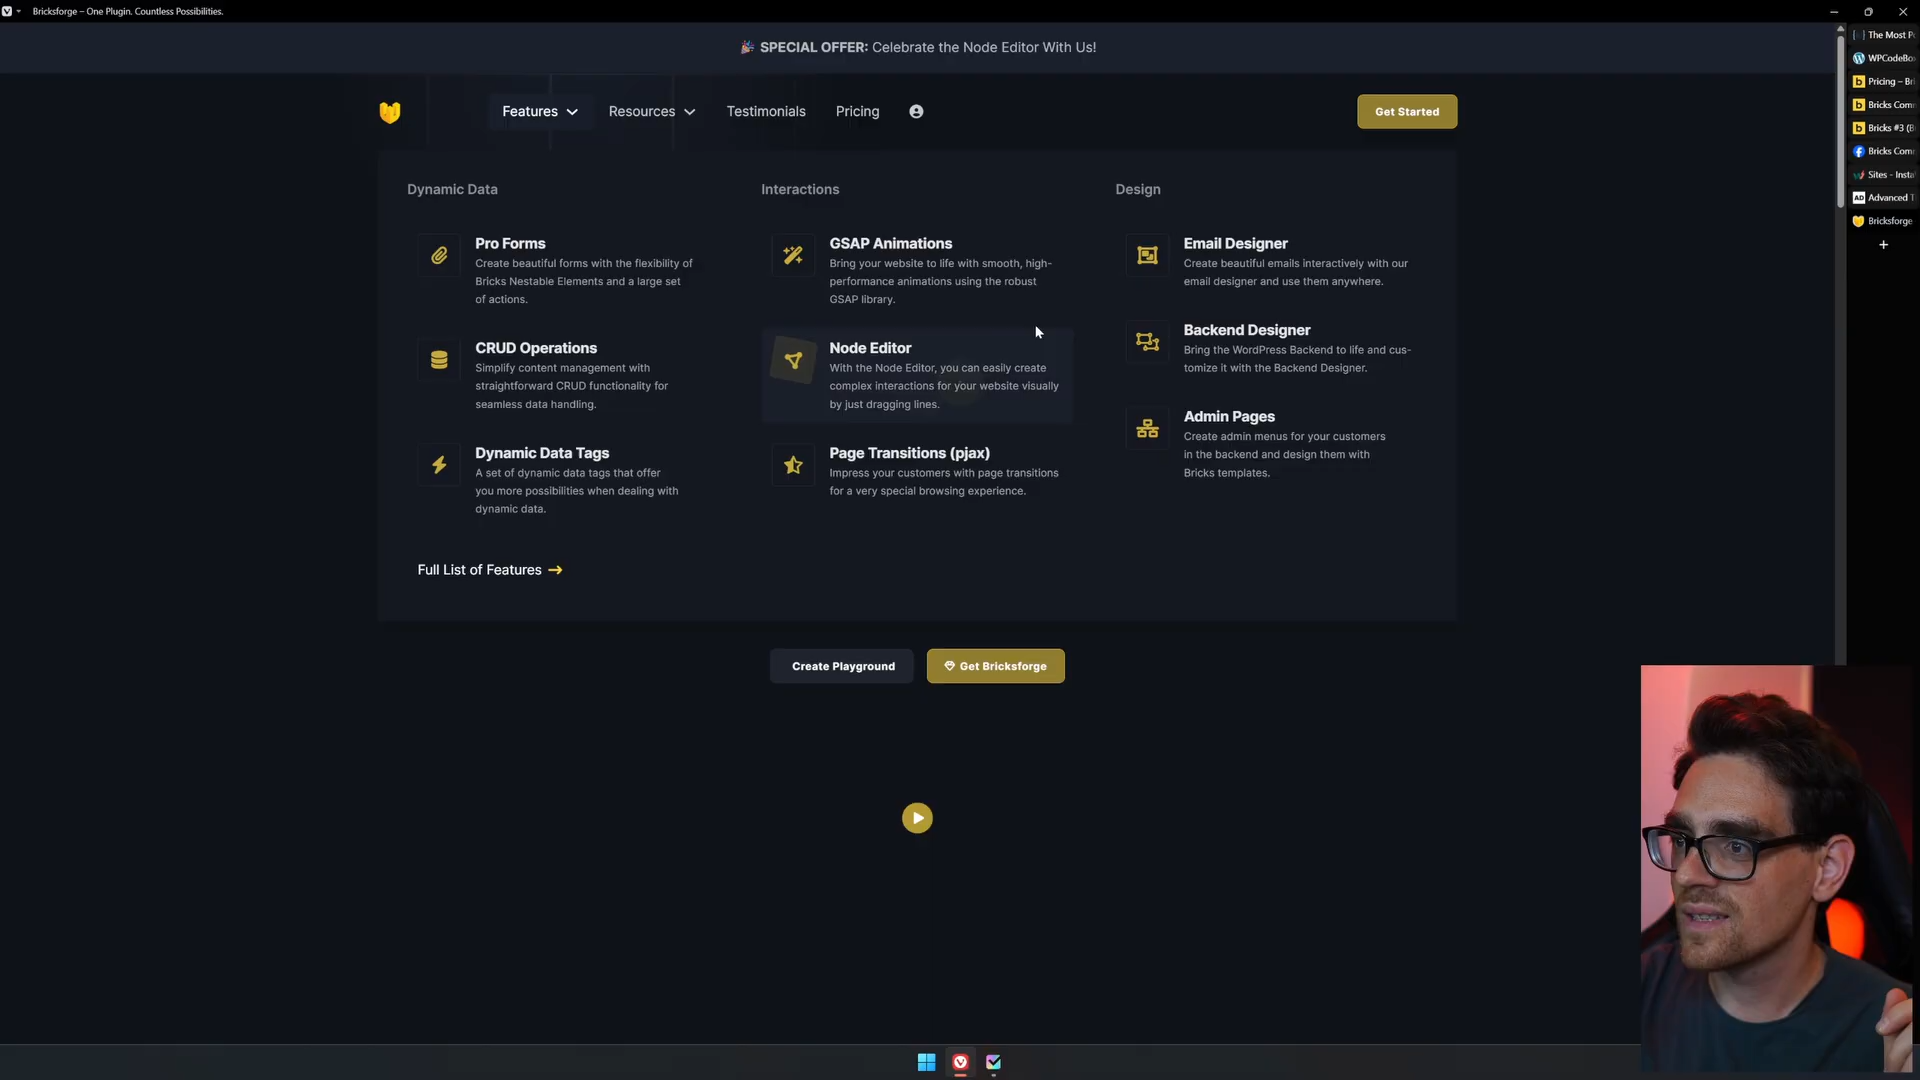 Bricksforge – One Plugin. Countless Possibilities.
🎉 SPECIAL OFFER: Celebrate the Node Editor With Us!
Features
Resources
Testimonials
Pricing
Get Started
Dynamic Data
Pro Forms
Create beautiful forms with the flexibility of
Bricks Nestable Elements and a large set
of actions.
CRUD Operations
Simplify content management with
straightforward CRUD functionality for
seamless data handling.
Dynamic Data Tags
A set of dynamic data tags that offer
you more possibilities when dealing with
dynamic data.
Full List of Features →
Interactions
GSAP Animations
Bring your website to life with smooth, high-
performance animations using the robust
GSAP library.
Node Editor
With the Node Editor, you can easily create
complex interactions for your website visually
by just dragging lines.
Page Transitions (pjax)
Impress your customers with page transitions
for a very special browsing experience.
Design
Email Designer
Create beautiful emails interactively with our
email designer and use them anywhere.
Backend Designer
Bring the WordPress Backend to life and cus-
tomize it with the Backend Designer.
Admin Pages
Create admin menus for your customers
in the backend and design them with
Bricks templates.
Create Playground
Get Bricksforge
The Most P
WPCodeBo
Pricing – Br
Bricks Com
Bricks #3 (B
Bricks Com
Sites - Insta
AD Advanced T
Bricksforge